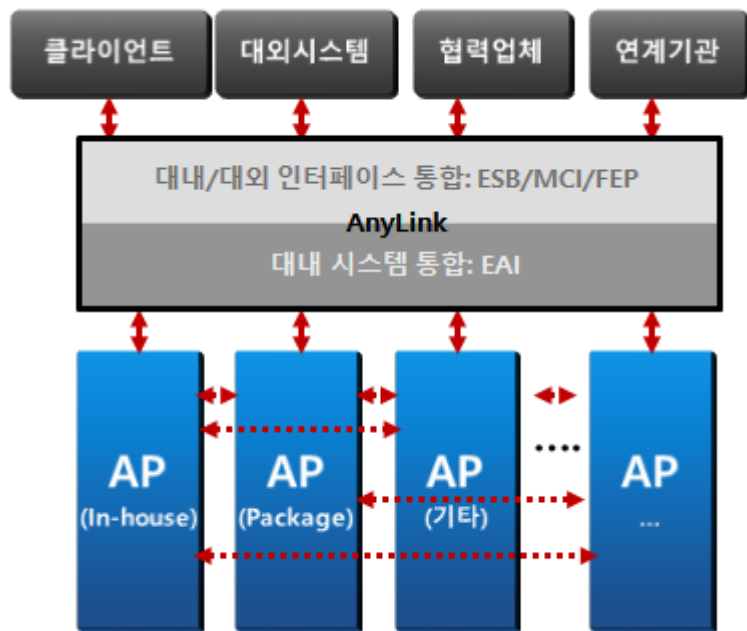 클라이언트
대외시스템
협력업체
연계기관
대내/대외 인터페이스 통합: ESB/MCI/FEP
AnyLink
대내 시스템 통합: EAI
AP
(In-house)
AP
(Package)
AP
(기타)
....
AP
...